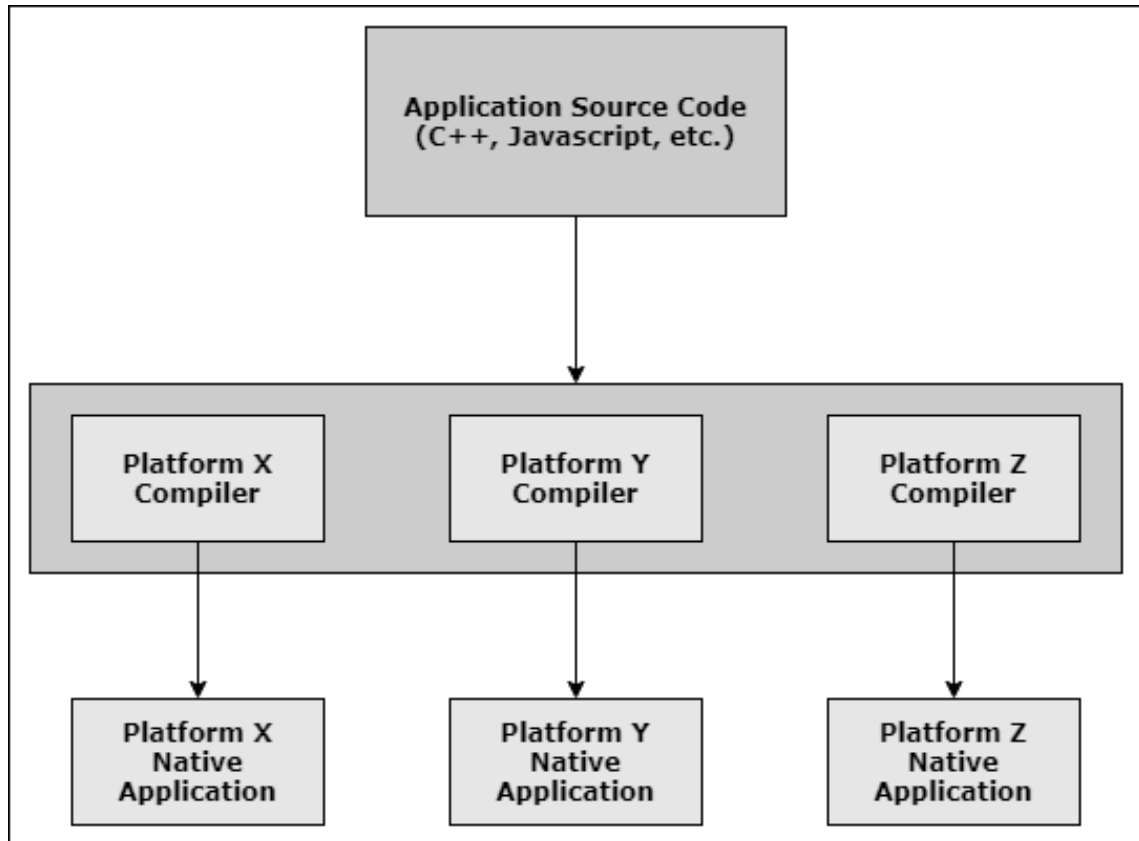 Application Source Code
(C++, Javascript, etc.)
Platform X
Compiler
Platform Y
Compiler
Platform Z
Compiler
Platform X
Native
Application
Platform Y
Native
Application
Platform Z
Native
Application